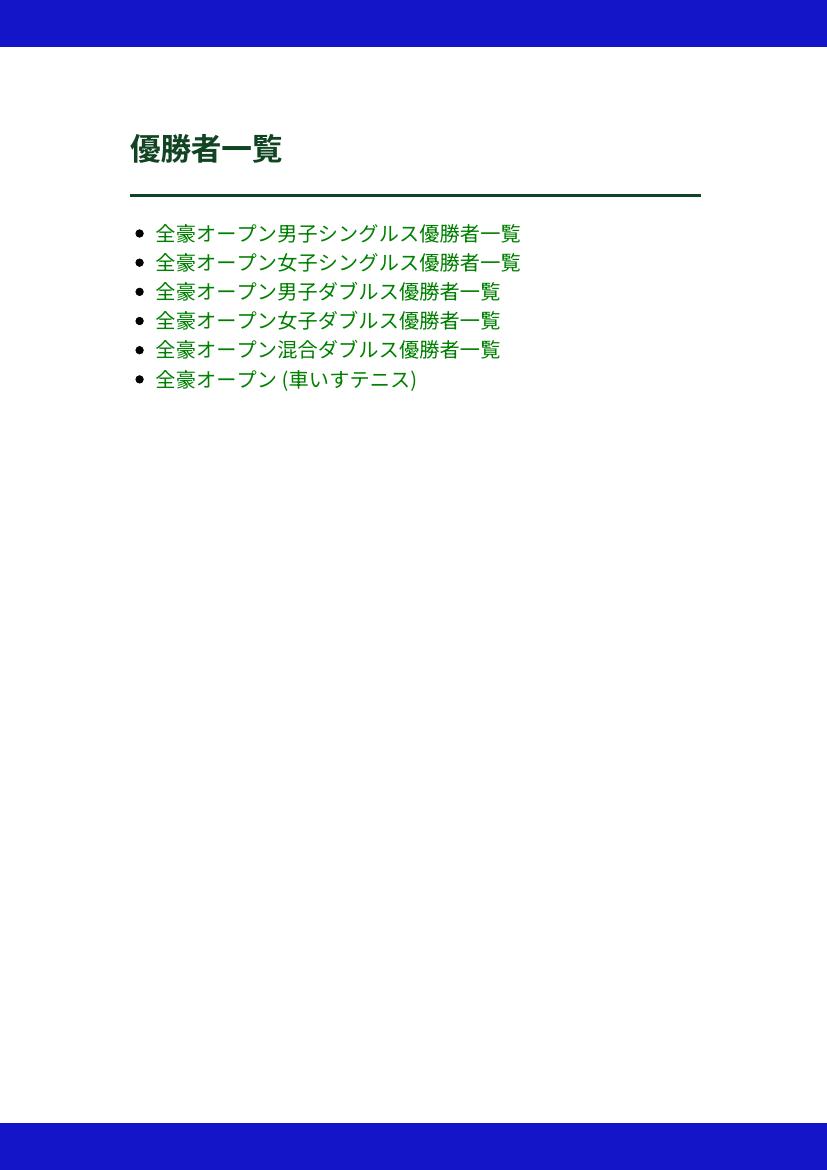 優勝者一覧
全豪オープン男子シングルス優勝者一覧
全豪オープン女子シングルス優勝者一覧
全豪オープン男子ダブルス優勝者一覧
全豪オープン女子ダブルス優勝者一覧
全豪オープン混合ダブルス優勝者一覧
全豪オープン (車いすテニス)